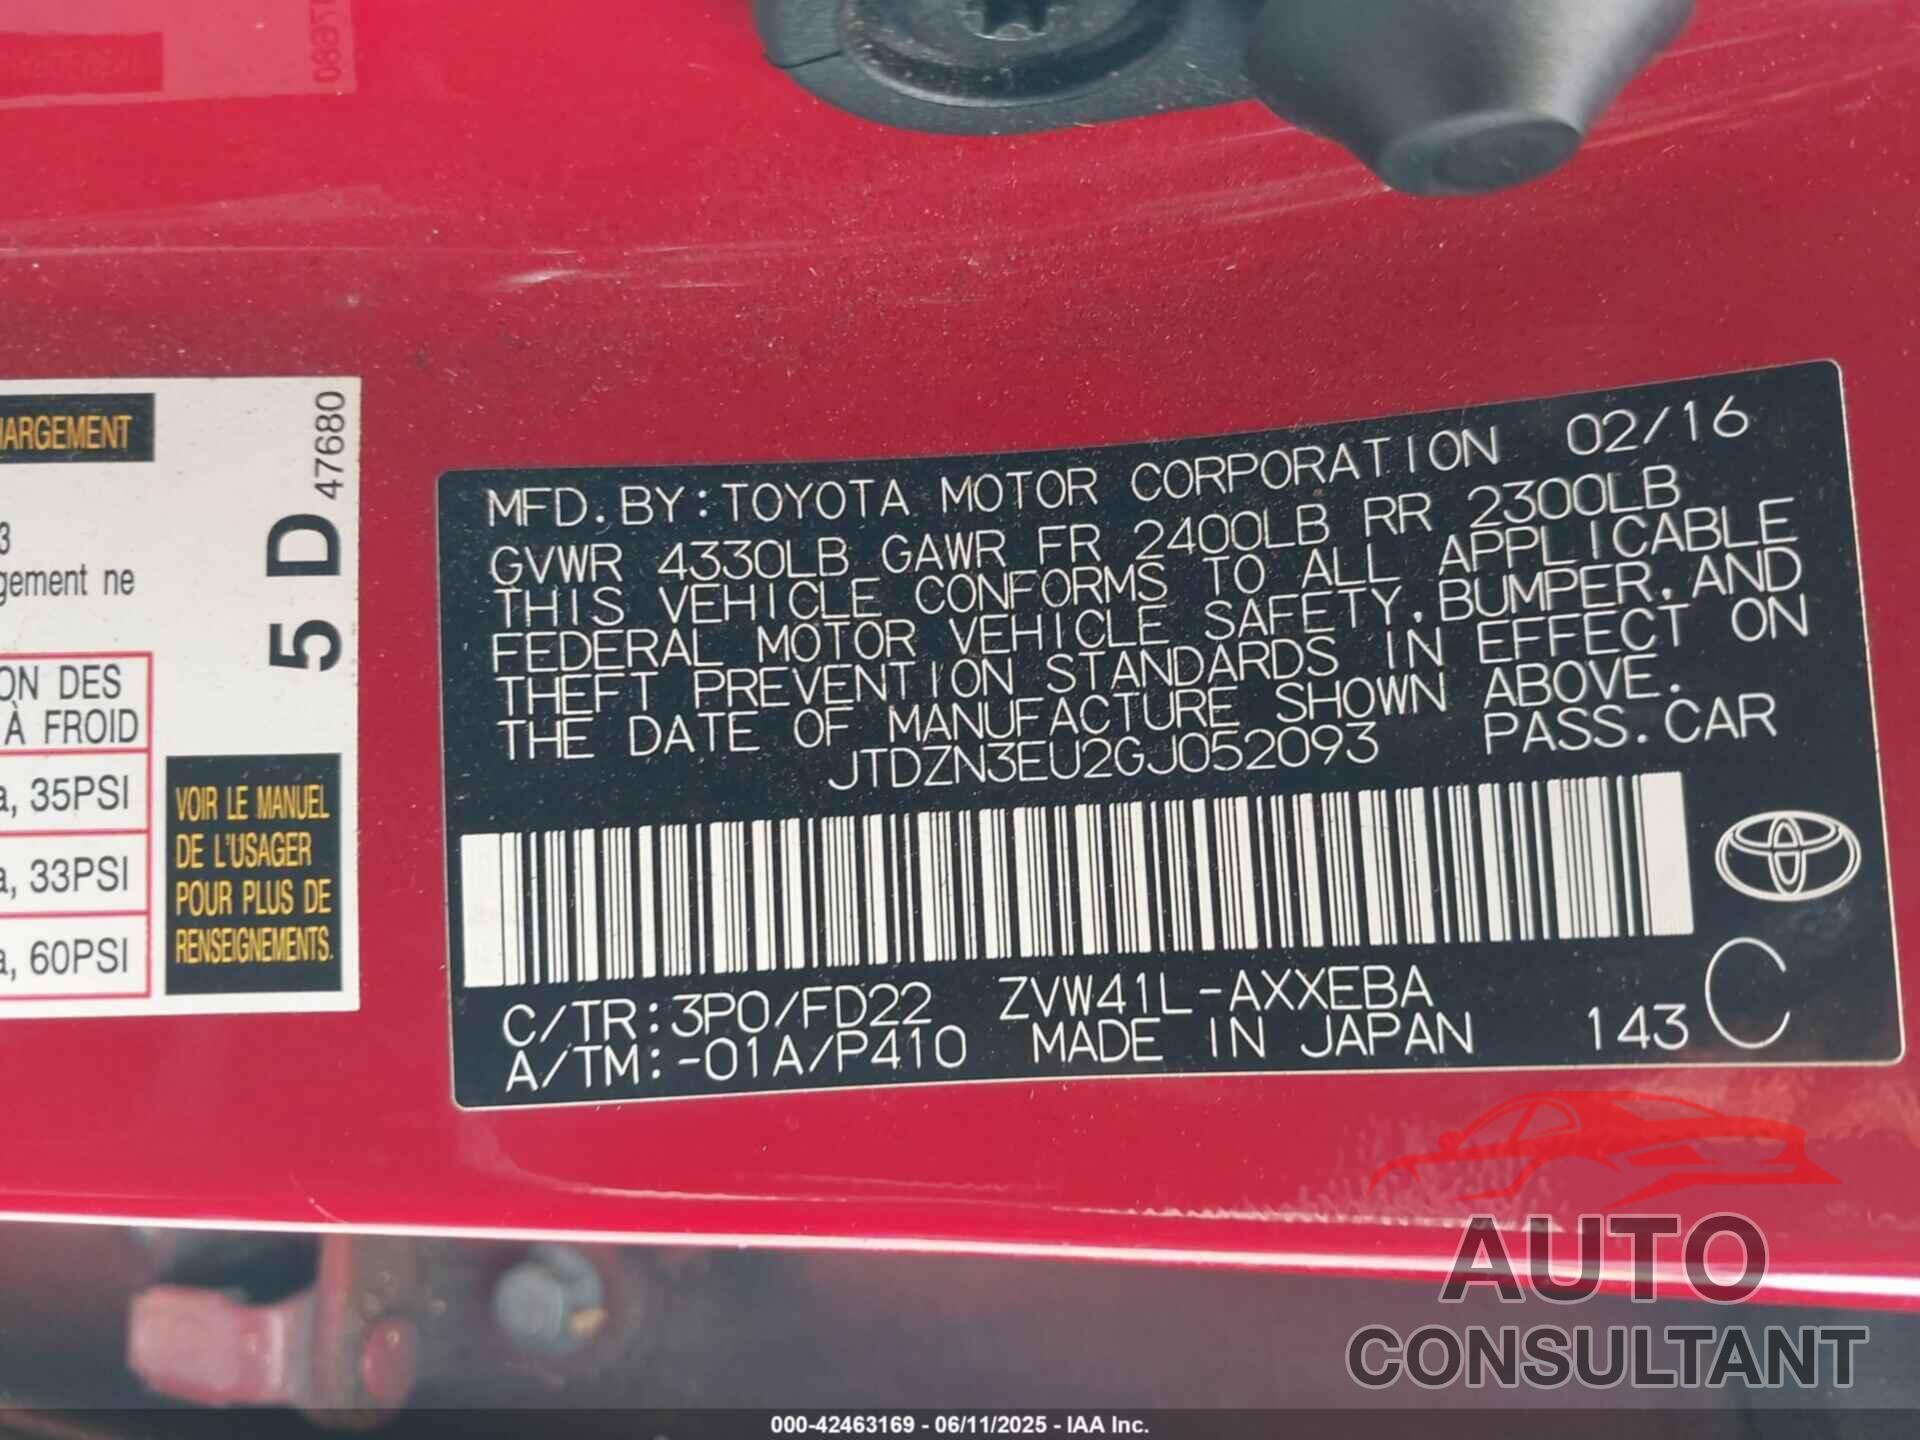 ARGEMENT
47680
5 D
3
gement ne
ON DES
À FROID
a, 35PSI
a, 33PSI
a, 60PSI
VOIR LE MANUEL
DE L'USAGER
POUR PLUS DE
RENSEIGNEMENTS.
MFD. BY: TOYOTA MOTOR CORPORATION 02/16
GVWR 4330LB GAWR FR 2400LB RR 2300LB
THIS VEHICLE CONFORMS TO ALL APPLICABLE
FEDERAL MOTOR VEHICLE SAFETY, BUMPER, AND
THEFT PREVENTION STANDARDS IN EFFECT ON
THE DATE OF MANUFACTURE SHOWN ABOVE.
JTDZN3EU2GJ052093 PASS. CAR
C/TR: 3P0/FD22 ZVW41L-AXXEBA
A/TM: -01A/P410 MADE IN JAPAN 143 C
AUTO
CONSULTANT
000-42463169 - 06/11/2025 - IAA Inc.